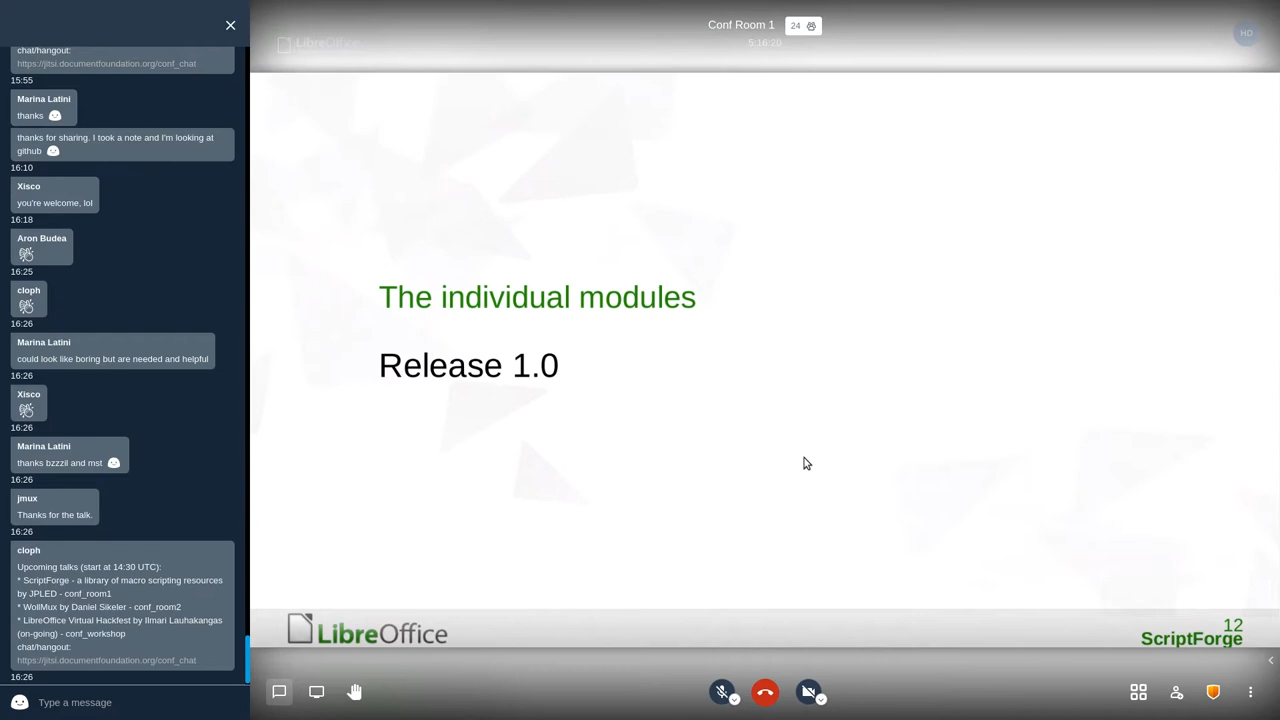 chat/hangout:
https://jitsi.documentfoundation.org/conf_chat
15:55
Marina Latini
thanks
thanks for sharing. I took a note and I'm looking at
github
16:10
Xisco
you're welcome, lol
16:18
Aron Budea
16:25
cloph
16:26
Marina Latini
could look like boring but are needed and helpful
16:26
Xisco
16:26
Marina Latini
thanks bzzzil and mst
16:26
jmux
Thanks for the talk.
16:26
cloph
Upcoming talks (start at 14:30 UTC):
* ScriptForge - a library of macro scripting resources
by JPLED - conf_room1
* WollMux by Daniel Sikeler - conf_room2
* LibreOffice Virtual Hackfest by Ilmari Lauhakangas
(on-going) - conf_workshop
chat/hangout:
https://jitsi.documentfoundation.org/conf_chat
16:26
Type a message
Conf Room 1 24
5:16:20
HD
LibreOffice
The individual modules
Release 1.0
LibreOffice
12
ScriptForge